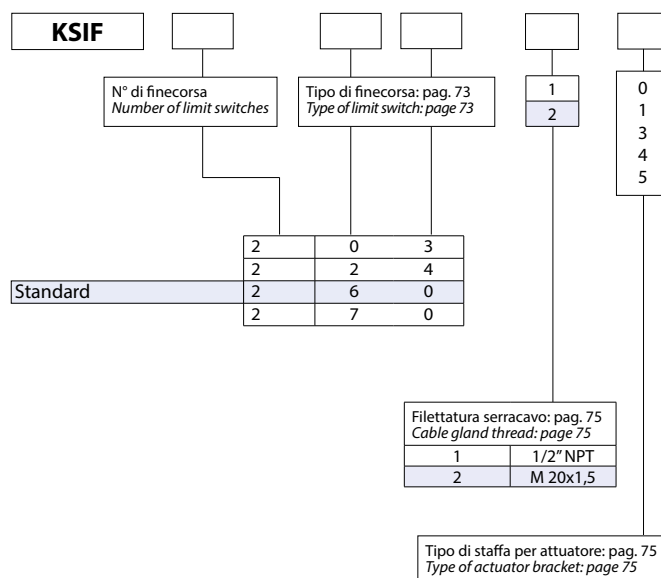 KSIF
N° di finecorsa
Number of limit switches
Tipo di finecorsa: pag. 73
Type of limit switch: page 73
1
2
0
1
3
4
5
2 0 3
2 2 4
Standard 2 6 0
2 7 0
Filettatura serracavo: pag. 75
Cable gland thread: page 75
1 1/2” NPT
2 M 20x1,5
Tipo di staffa per attuatore: pag. 75
Type of actuator bracket: page 75